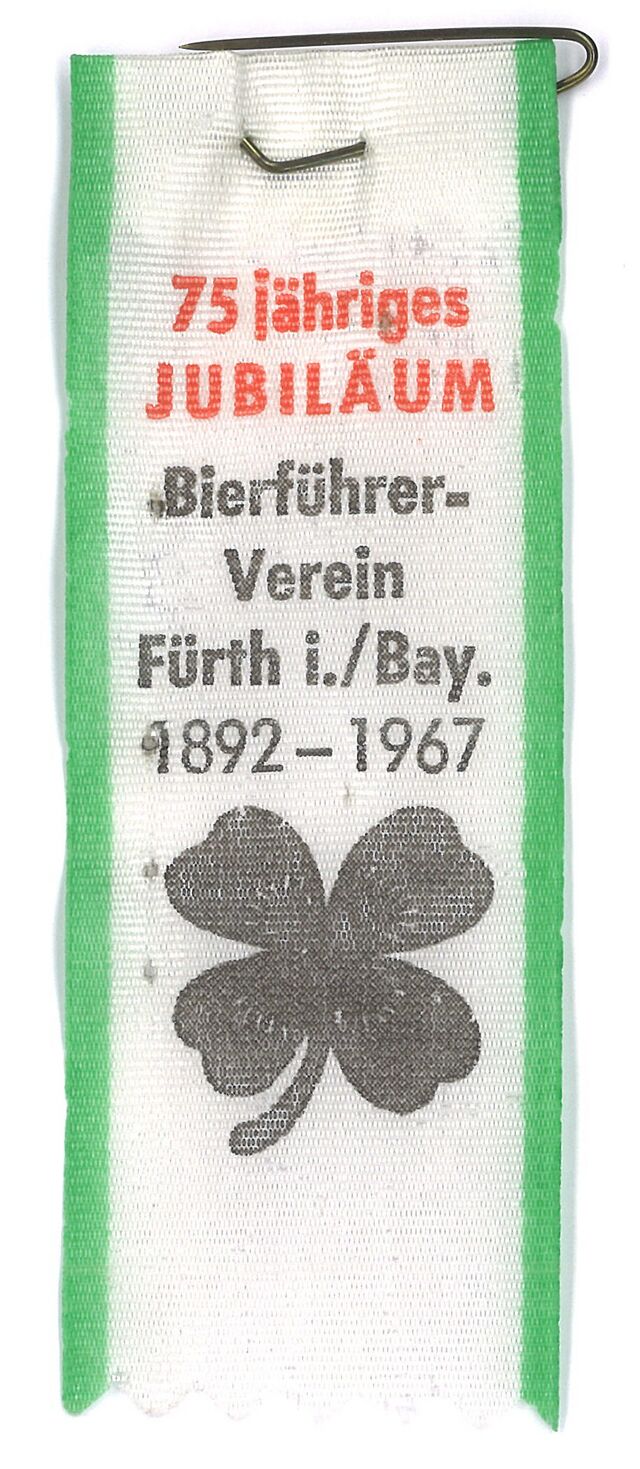 75 jähriges
JUBILÄUM
Bierführer-
Verein
Fürth i./Bay.
1892 – 1967